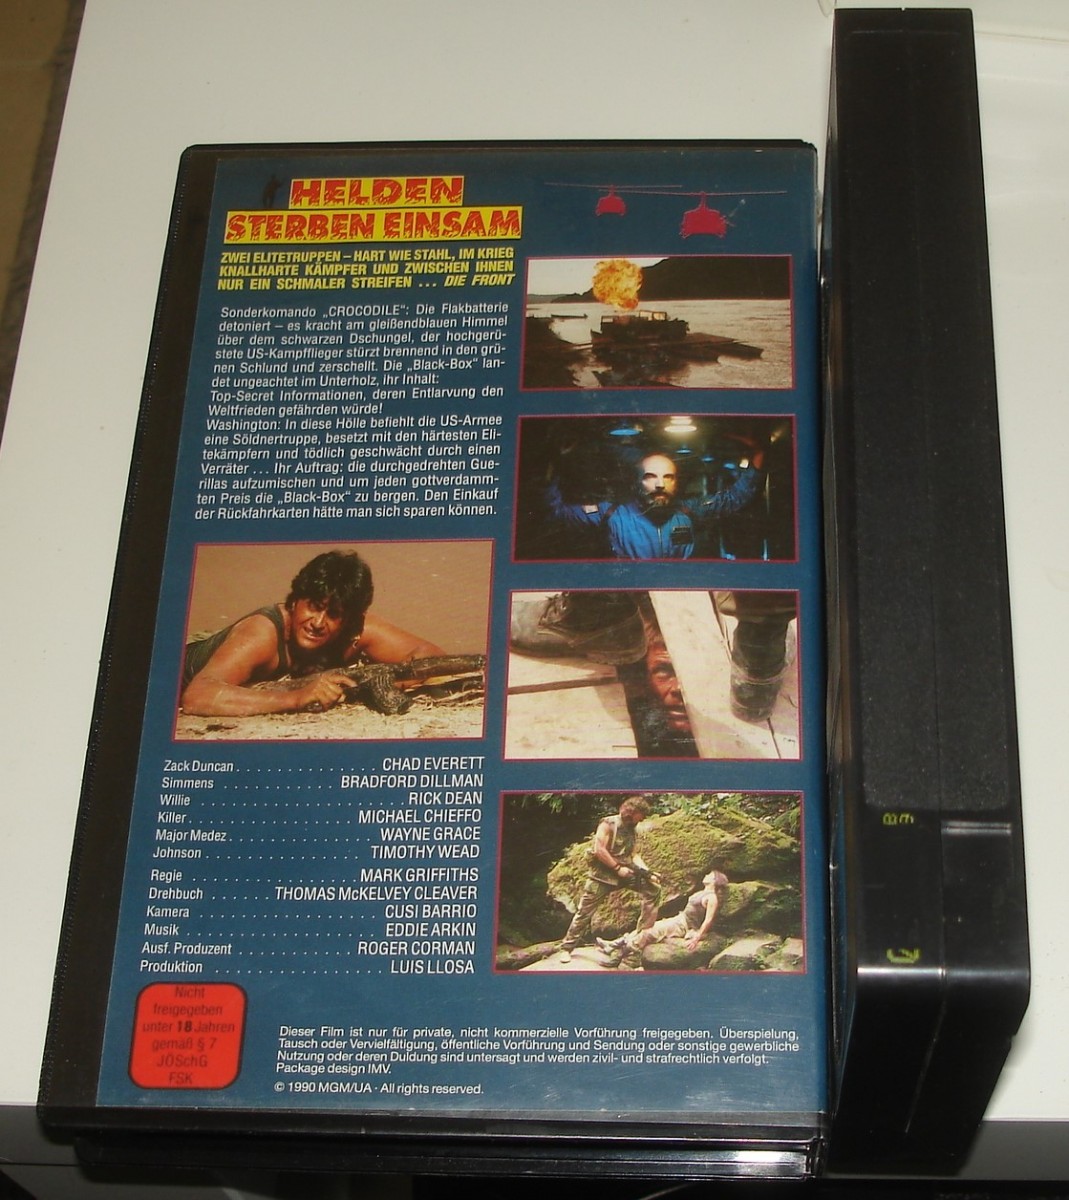 HELDEN
STERBEN EINSAM
ZWEI ELITETRUPPEN – HART WIE STAHL, IM KRIEG
KNALLHARTE KÄMPFER UND ZWISCHEN IHNEN
NUR EIN SCHMALER STREIFEN ... DIE FRONT
Sonderkomando „CROCODILE“: Die Flakbatterie
detoniert – es kracht am gleißendblauen Himmel
über dem schwarzen Dschungel, der hochgerü-
stete US-Kampfflieger stürzt brennend in den grü-
nen Schlund und zerschellt. Die „Black-Box“ lan-
det ungeachtet im Unterholz, ihr Inhalt:
Top-Secret Informationen, deren Entlarvung den
Weltfrieden gefährden würde!
Washington: In diese Hölle befiehlt die US-Armee
eine Söldnertruppe, besetzt mit den härtesten Eli-
tekämpfern und tödlich geschwächt durch einen
Verräter ... Ihr Auftrag: die durchgedrehten Gue-
rillas aufzumischen und um jeden gottverdamm-
ten Preis die „Black-Box“ zu bergen. Den Einkauf
der Rückfahrkarten hätte man sich sparen können.
Zack Duncan . . . . . . . . . . . . . . . CHAD EVERETT
Simmens . . . . . . . . . . . BRADFORD DILLMAN
Willie . . . . . . . . . . . . . . . . . . . . . RICK DEAN
Killer . . . . . . . . . . . . . . . . . MICHAEL CHIEFFO
Major Medez . . . . . . . . . . . . . . . WAYNE GRACE
Johnson . . . . . . . . . . . . . . . . TIMOTHY WEAD
Regie . . . . . . . . . . . . . . . . . MARK GRIFFITHS
Drehbuch . . . . . . THOMAS McKELVEY CLEAVER
Kamera . . . . . . . . . . . . . . . . . . CUSI BARRIO
Musik . . . . . . . . . . . . . . . . . . . . EDDIE ARKIN
Ausf. Produzent . . . . . . . . . . . . ROGER CORMAN
Produktion . . . . . . . . . . . . . . . . . LUIS LLOSA
Nicht
freigegeben
unter 18 Jahren
gemäß § 7
JÖSchG
FSK
Dieser Film ist nur für private, nicht kommerzielle Vorführung freigegeben. Überspielung,
Tausch oder Vervielfältigung, öffentliche Vorführung und Sendung oder sonstige gewerbliche
Nutzung oder deren Duldung sind untersagt und werden zivil- und strafrechtlich verfolgt.
Package design IMV.
© 1990 MGM/UA · All rights reserved.